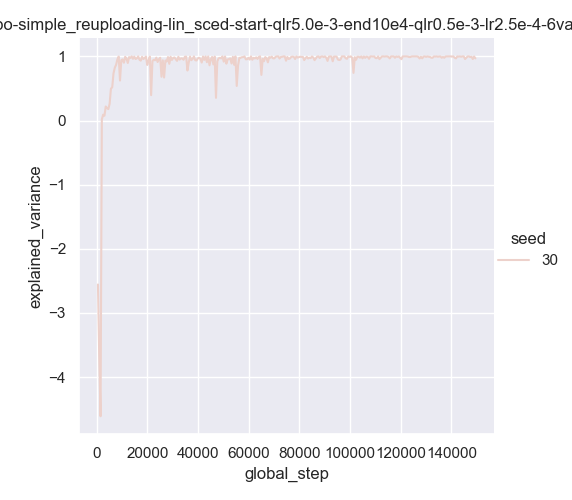 oo-simple_reuploading-lin_sced-start-qlr5.0e-3-end10e4-qlr0.5e-3-lr2.5e-4-6va
1
0
−1
−2
−3
−4
explained_variance
0 20000 40000 60000 80000 100000 120000 140000
global_step
seed
30